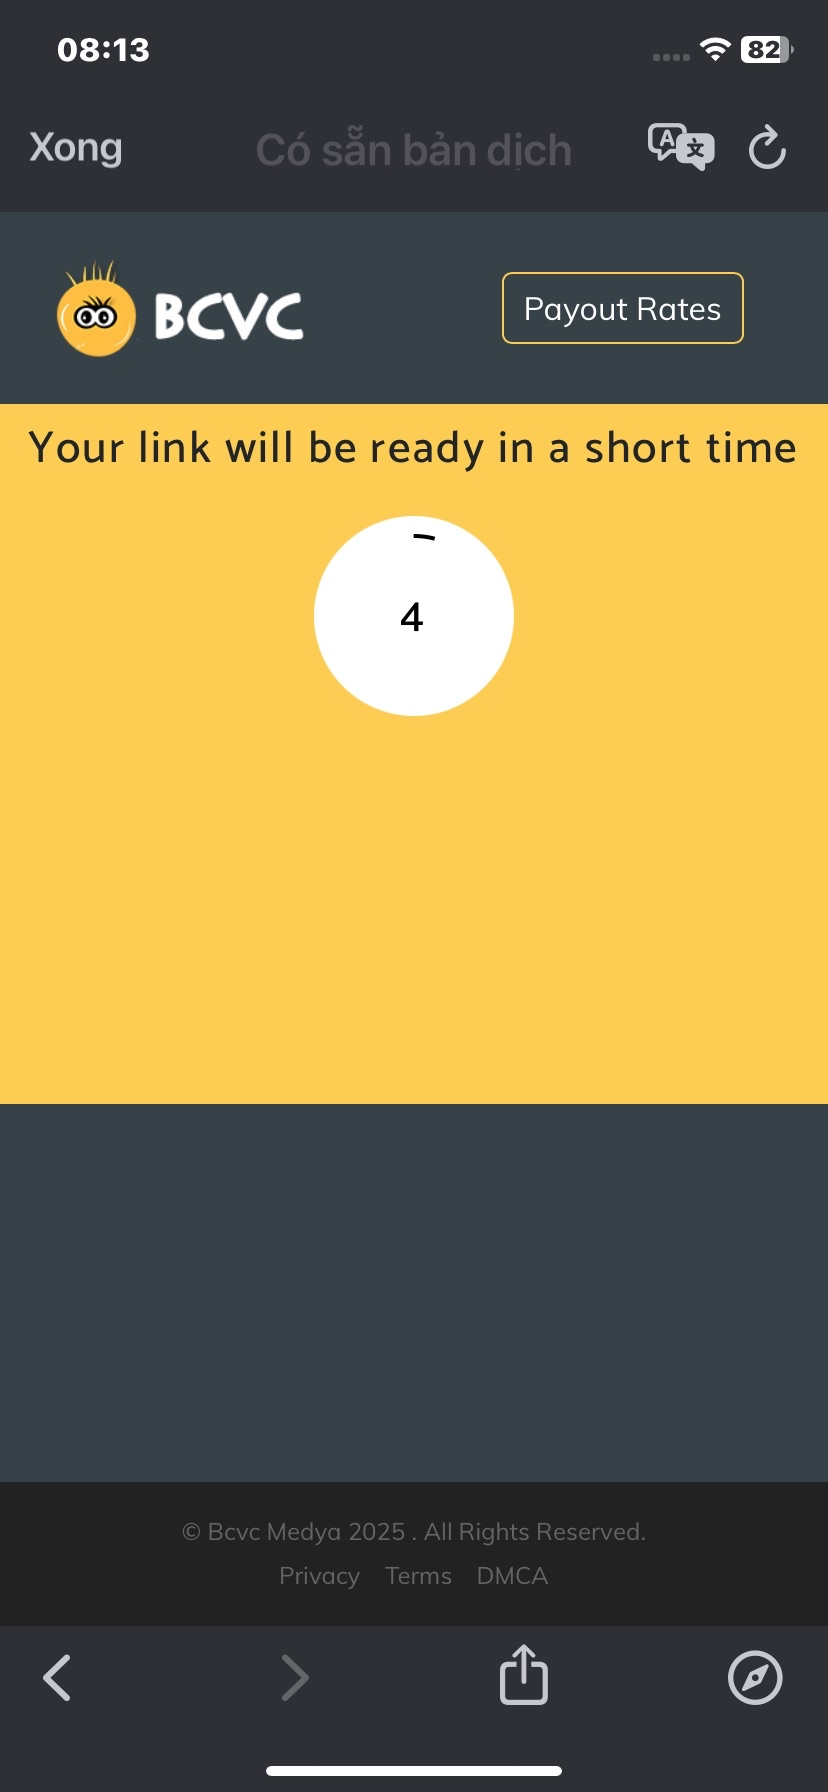 08:13
82
Xong
Có sẵn bản dịch
A 文
BCVC
Payout Rates
Your link will be ready in a short time
4
© Bcvc Medya 2025 . All Rights Reserved.
Privacy Terms DMCA